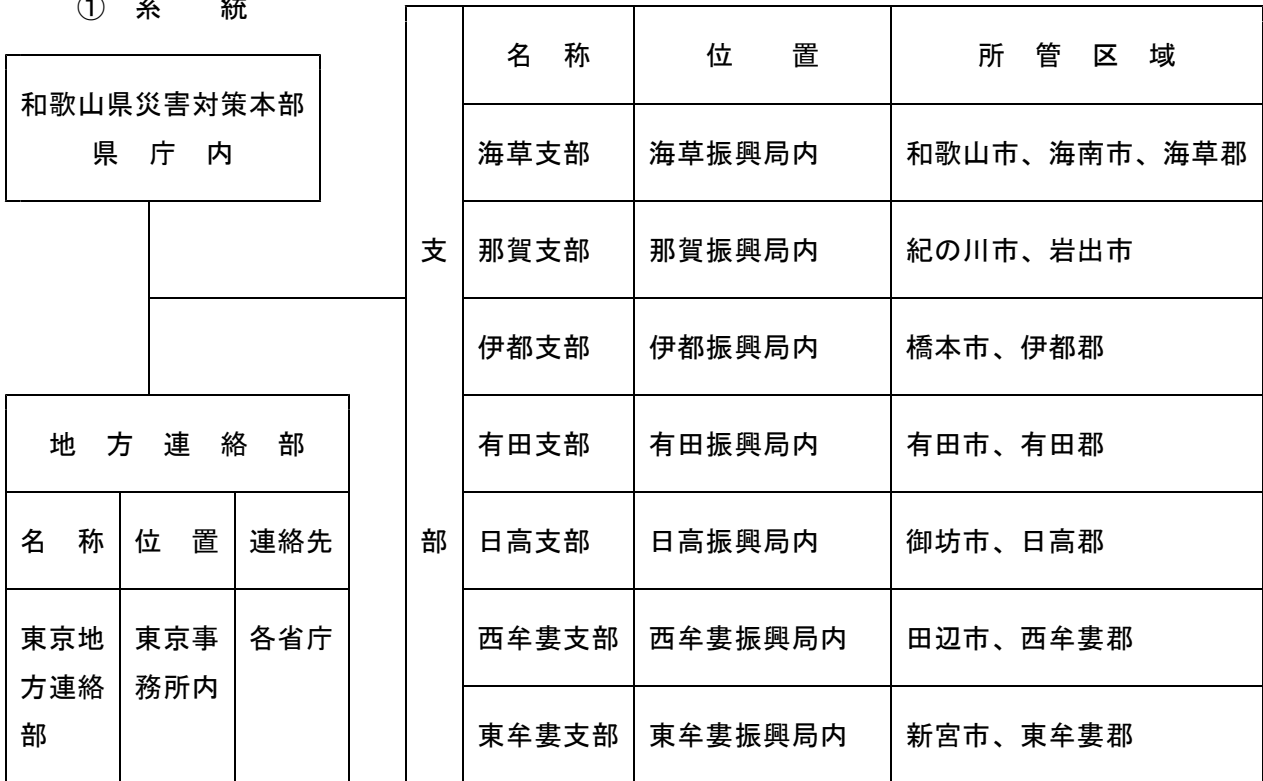 ① 系 統
和歌山県災害対策本部
県 庁 内
地 方 連 絡 部
名 称 位 置 連絡先
東京地方連絡部 東京事務所内 各省庁
支部
名 称 位 置 所 管 区 域
海草支部 海草振興局内 和歌山市、海南市、海草郡
那賀支部 那賀振興局内 紀の川市、岩出市
伊都支部 伊都振興局内 橋本市、伊都郡
有田支部 有田振興局内 有田市、有田郡
日高支部 日高振興局内 御坊市、日高郡
西牟婁支部 西牟婁振興局内 田辺市、西牟婁郡
東牟婁支部 東牟婁振興局内 新宮市、東牟婁郡